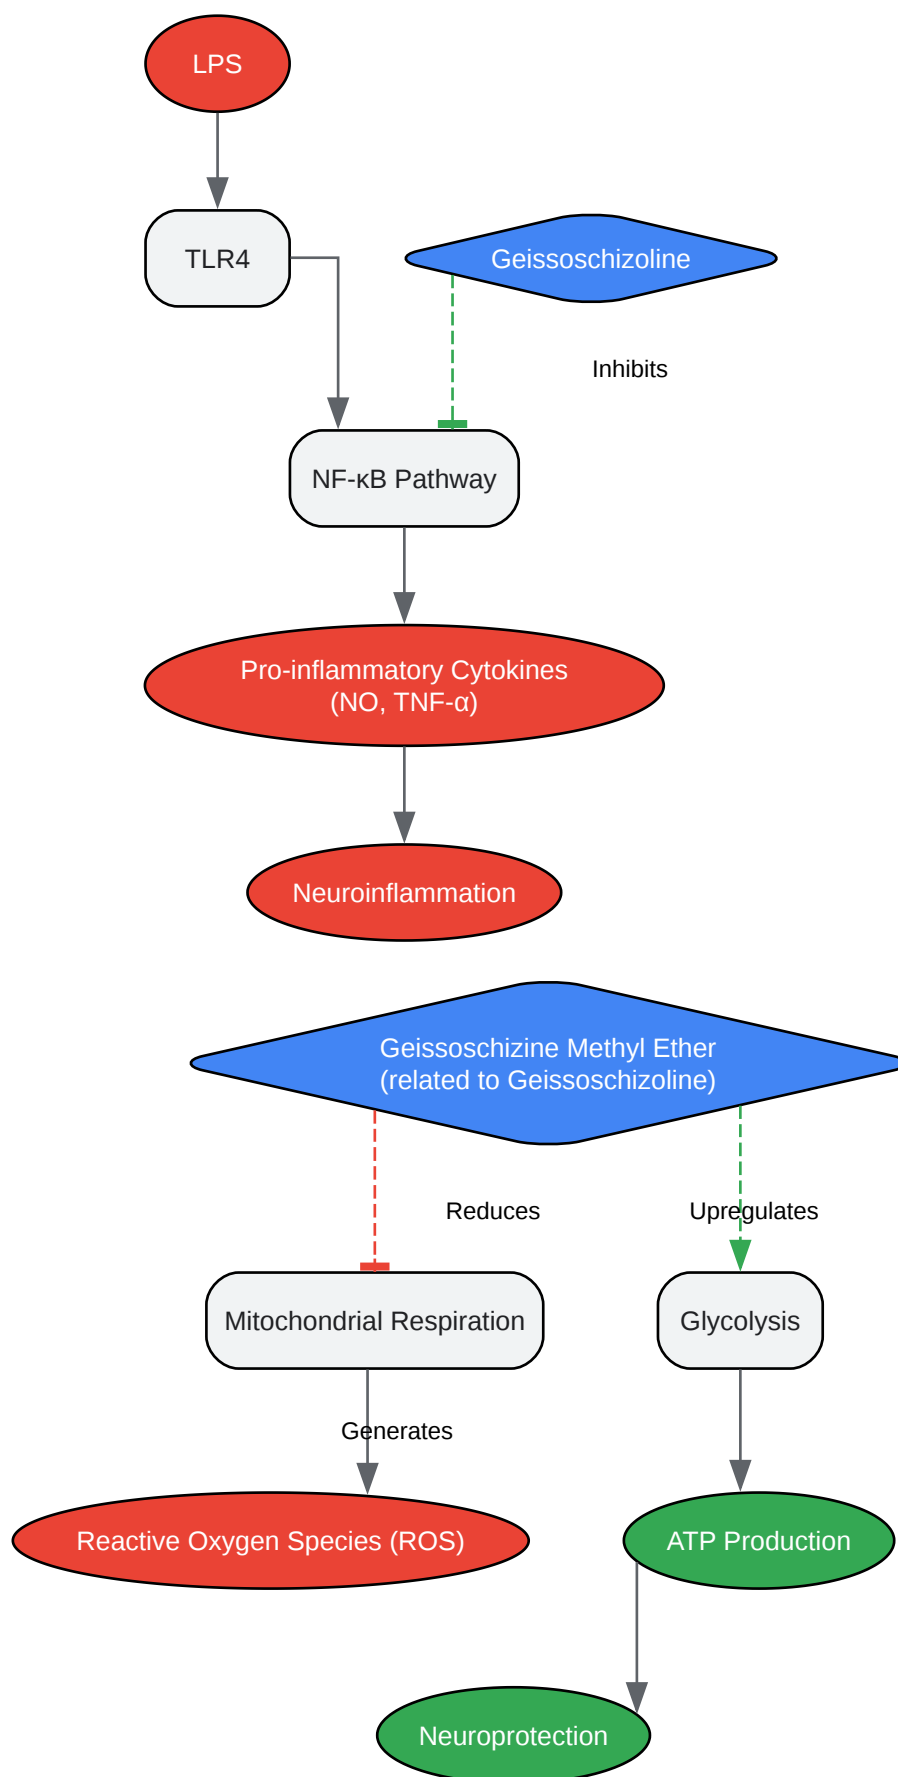 LPS
TLR4
Geissoschizoline
Inhibits
NF-κB Pathway
Pro-inflammatory Cytokines
(NO, TNF-α)
Neuroinflammation
Geissoschizine Methyl Ether
(related to Geissoschizoline)
Reduces
Upregulates
Mitochondrial Respiration
Glycolysis
Generates
Reactive Oxygen Species (ROS)
ATP Production
Neuroprotection